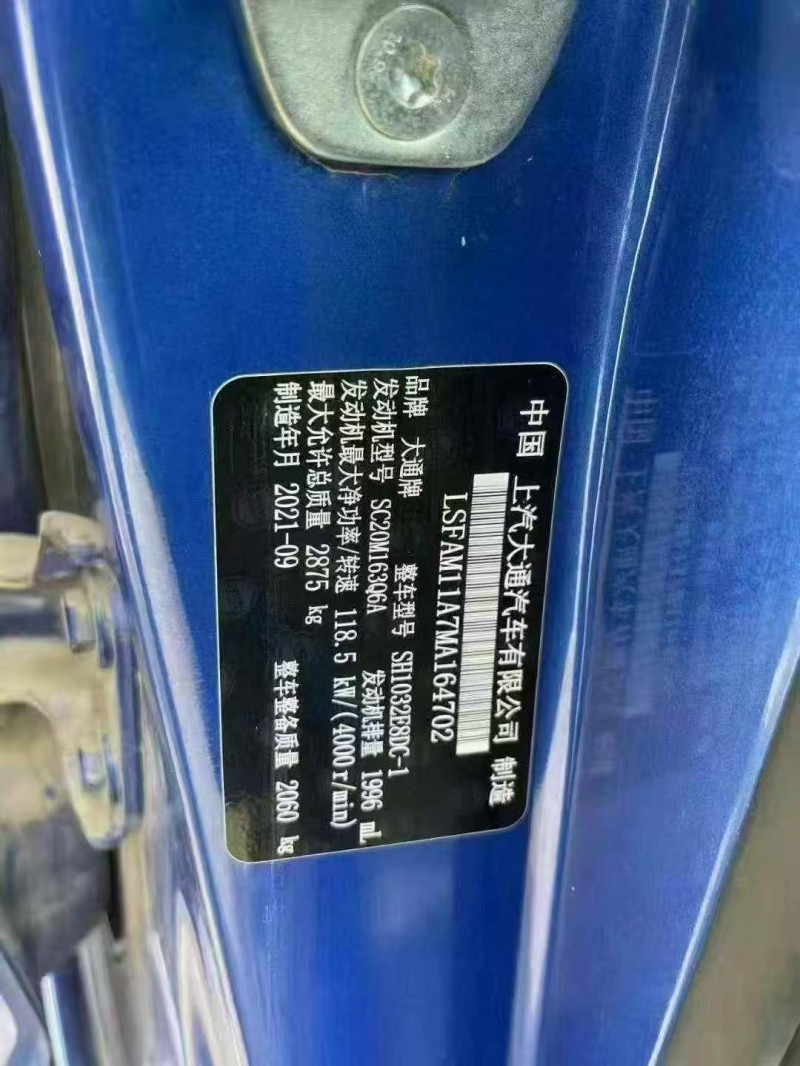 中国 上汽大通汽车有限公司 制造
LSFAM11A7MA164702
品牌 大通牌 整车型号 SH1032E8DC-1
发动机型号 SC20M163Q6A 发动机排量 1996 mL
发动机最大净功率/转速 118.5 kW/(4000r/min)
最大允许总质量 2875 kg 整车整备质量 2060 kg
制造年月 2021-09